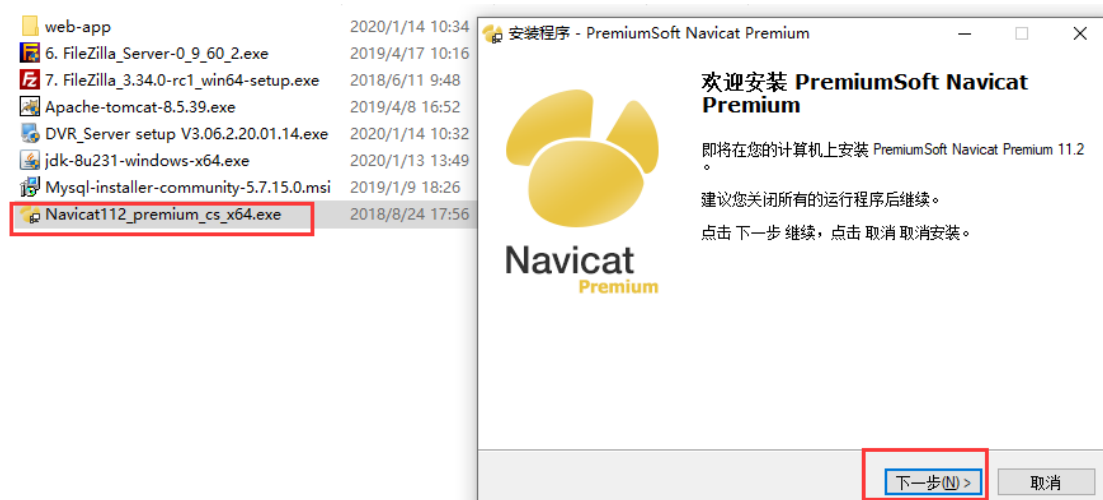 web-app 2020/1/14 10:34
6. FileZilla_Server-0_9_60_2.exe 2019/4/17 10:16
7. FileZilla_3.34.0-rc1_win64-setup.exe 2018/6/11 9:48
Apache-tomcat-8.5.39.exe 2019/4/8 16:52
DVR_Server setup V3.06.2.20.01.14.exe 2020/1/14 10:32
jdk-8u231-windows-x64.exe 2020/1/13 13:49
Mysql-installer-community-5.7.15.0.msi 2019/1/9 18:26
Navicat112_premium_cs_x64.exe 2018/8/24 17:56
安装程序 - PremiumSoft Navicat Premium
欢迎安装 PremiumSoft Navicat
Premium
即将在您的计算机上安装 PremiumSoft Navicat Premium 11.2
。
建议您关闭所有的运行程序后继续。
点击 下一步 继续，点击 取消 取消安装。
Navicat
Premium
下一步(N) >
取消